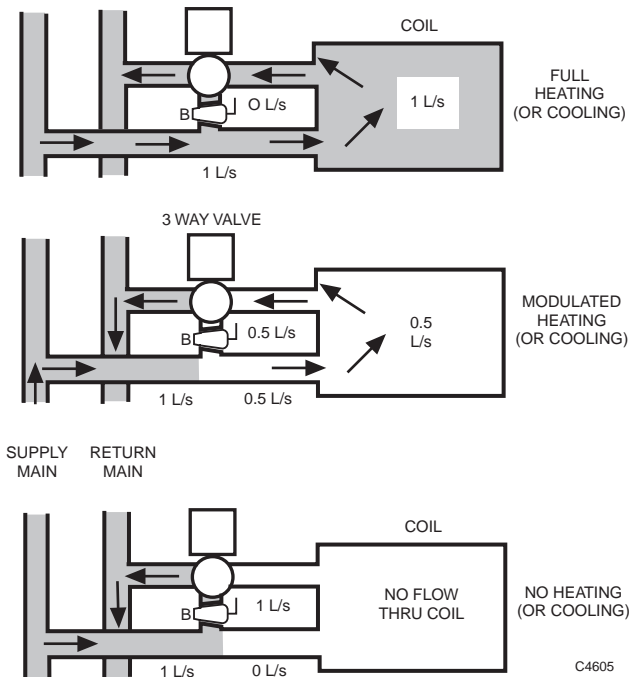 COIL
FULL
HEATING
(OR COOLING)
B
O L/s
1 L/s
1 L/s
3 WAY VALVE
MODULATED
HEATING
(OR COOLING)
B
0.5 L/s
0.5
L/s
1 L/s
0.5 L/s
SUPPLY
MAIN
RETURN
MAIN
COIL
B
1 L/s
NO FLOW
THRU COIL
NO HEATING
(OR COOLING)
1 L/s
0 L/s
C4605